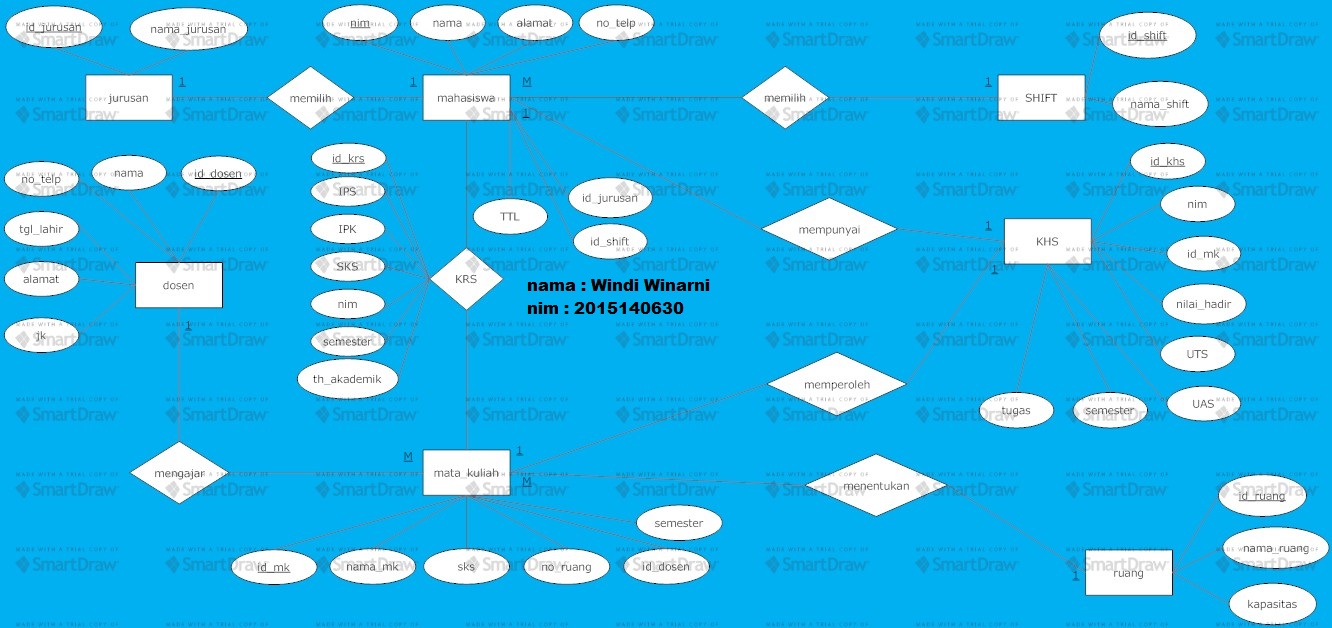 id_jurusan
nama_jurusan
nim
nama
alamat
no_telp
id_shift
jurusan
1
memilih
1
mahasiswa
M
1
memilih
1
SHIFT
nama_shift
no_telp
nama
id_dosen
tgl_lahir
alamat
jk
dosen
1
id_krs
IPS
IPK
SKS
nim
semester
th_akademik
KRS
TTL
id_jurusan
id_shift
nama : Windi Winarni
nim : 2015140630
mempunyai
1
KHS
1
id_khs
nim
id_mk
nilai_hadir
UTS
UAS
semester
tugas
memperoleh
mengajar
M
mata_kuliah
1
M
menentukan
semester
id_mk
nama_mk
sks
no_ruang
id_dosen
1
ruang
id_ruang
nama_ruang
kapasitas
MADE WITH A TRIAL COPY OF
SmartDraw